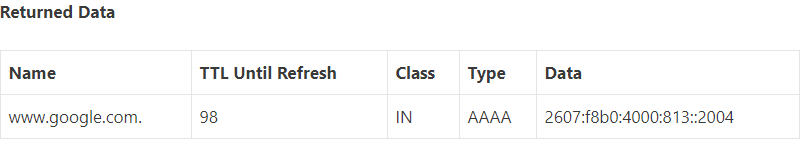 Returned Data
Name TTL Until Refresh Class Type Data
www.google.com. 98 IN AAAA 2607:f8b0:4000:813::2004